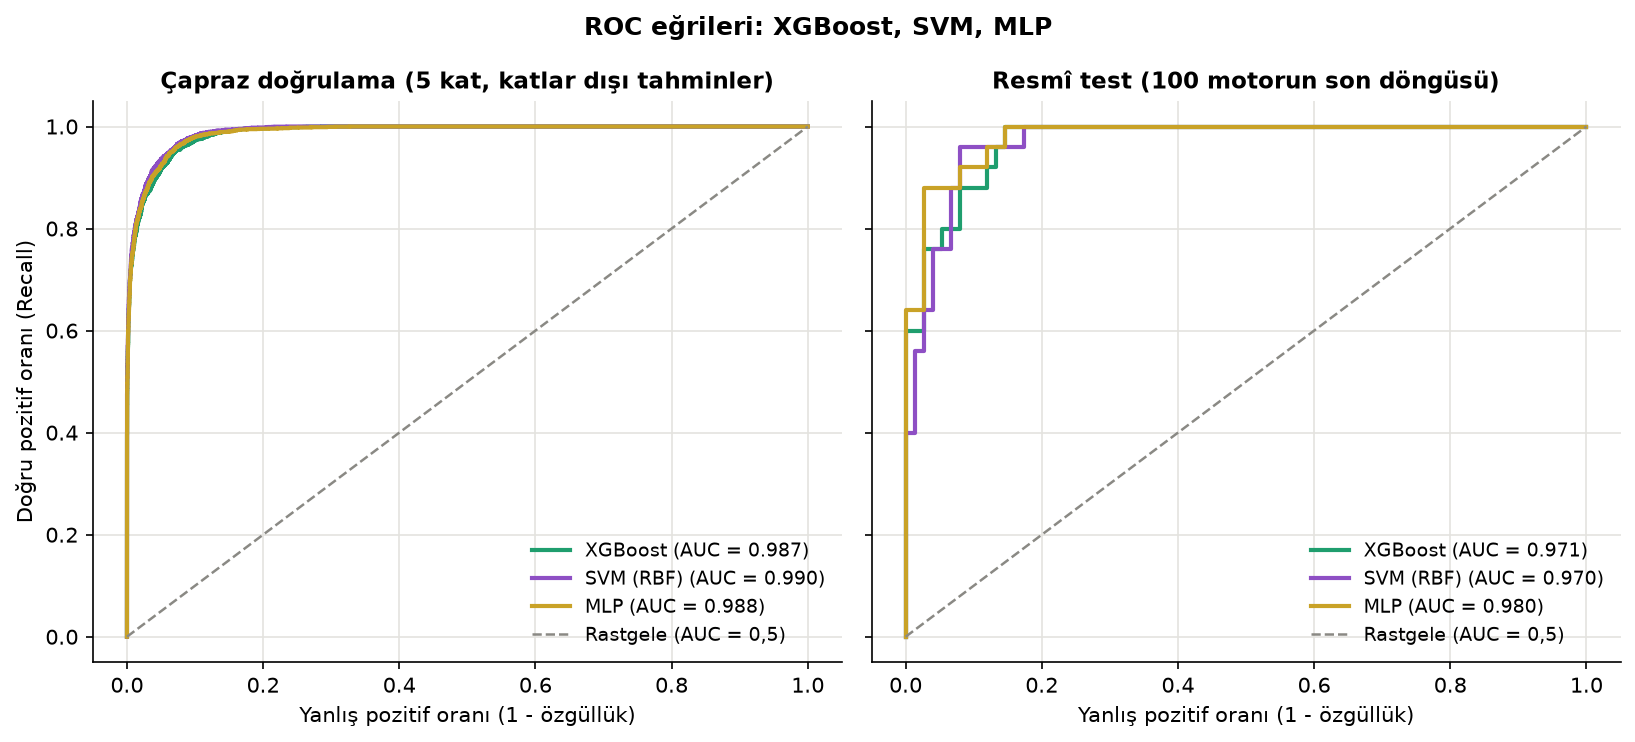 ROC eğrileri: XGBoost, SVM, MLP
Çapraz doğrulama (5 kat, katlar dışı tahminler)
Doğru pozitif oranı (Recall)
1.0
0.8
0.6
0.4
0.2
0.0
XGBoost (AUC = 0.987)
SVM (RBF) (AUC = 0.990)
MLP (AUC = 0.988)
Rastgele (AUC = 0,5)
0.0 0.2 0.4 0.6 0.8 1.0
Yanlış pozitif oranı (1 - özgüllük)
Resmî test (100 motorun son döngüsü)
XGBoost (AUC = 0.971)
SVM (RBF) (AUC = 0.970)
MLP (AUC = 0.980)
Rastgele (AUC = 0,5)
0.0 0.2 0.4 0.6 0.8 1.0
Yanlış pozitif oranı (1 - özgüllük)